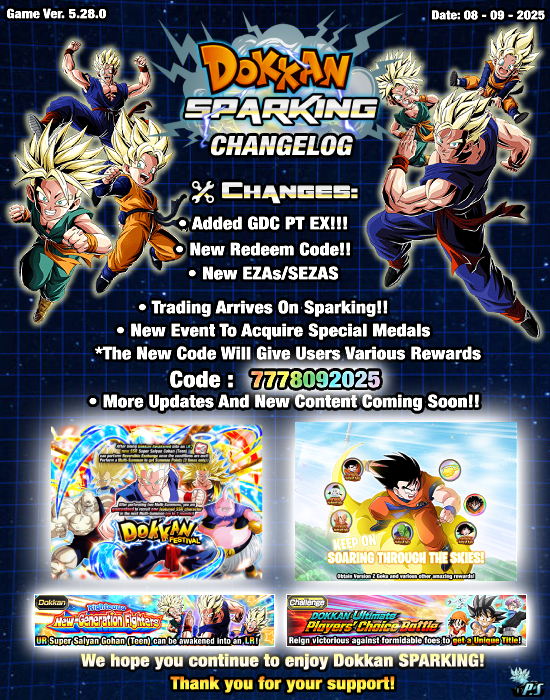 Game Ver. 5.28.0
Date: 08 - 09 - 2025
DOKKAN
SPARKING
CHANGELOG
CHANGES:
• Added GDC PT EX!!!
• New Redeem Code!!
• New EZAs/SEZAS
• Trading Arrives On Sparking!!
• New Event To Acquire Special Medals
*The New Code Will Give Users Various Rewards
Code : 7778092025
• More Updates And New Content Coming Soon!!
DOKKAN
FESTIVAL
KEEP ON
SOARING THROUGH THE SKIES!
Obtain Version Z Goku and various other amazing rewards!
Dokkan
Righteous
New-Generation Fighters
UR Super Saiyan Gohan (Teen) can be awakened into an LR!
Challenge
DOKKAN Ultimate
Players' Choice Battle
Reign victorious against formidable foes to get a Unique Title!
We hope you continue to enjoy Dokkan SPARKING!
Thank you for your support!